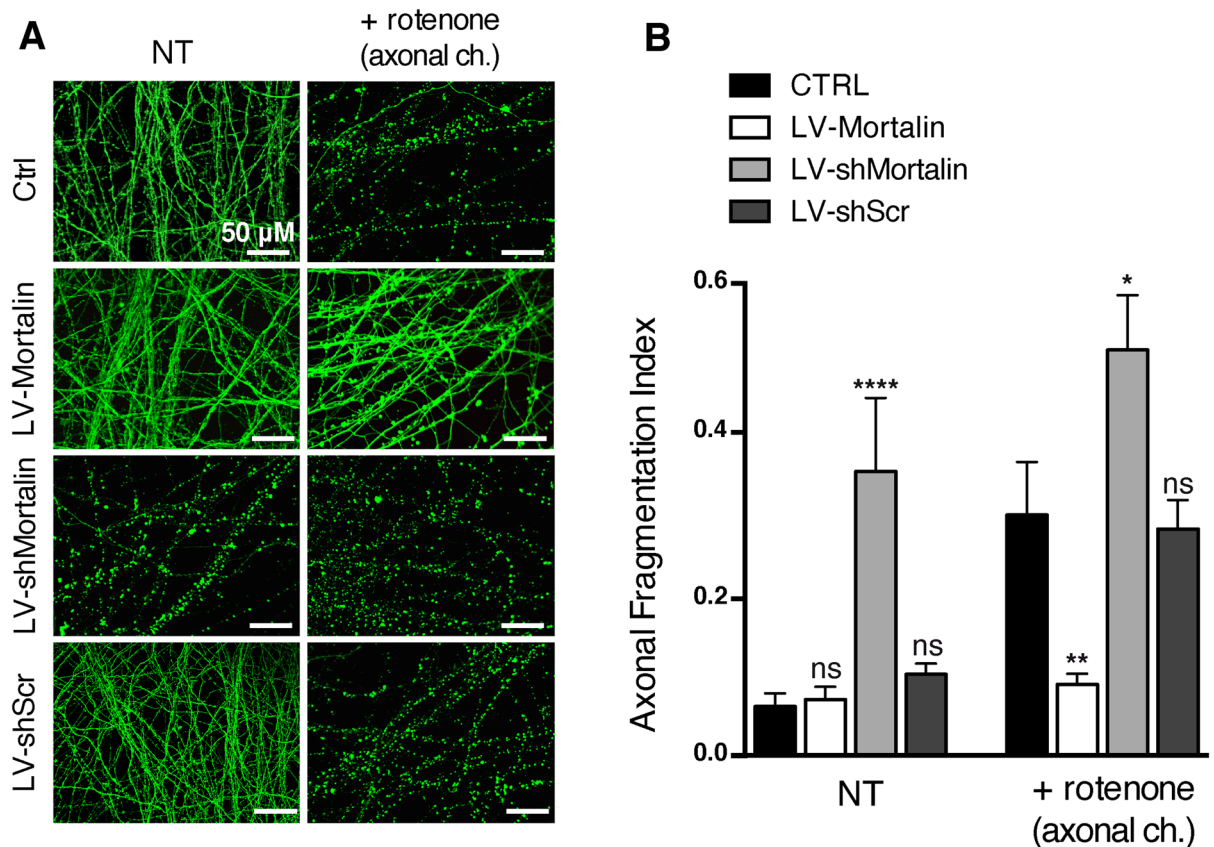 A
NT
+ rotenone
(axonal ch.)
Ctrl
50 µM
LV-Mortalin
LV-shMortalin
LV-shScr
B
CTRL
LV-Mortalin
LV-shMortalin
LV-shScr
Axonal Fragmentation Index
0.6
0.4
0.2
0.0
ns
****
ns
**
*
ns
NT
+ rotenone
(axonal ch.)